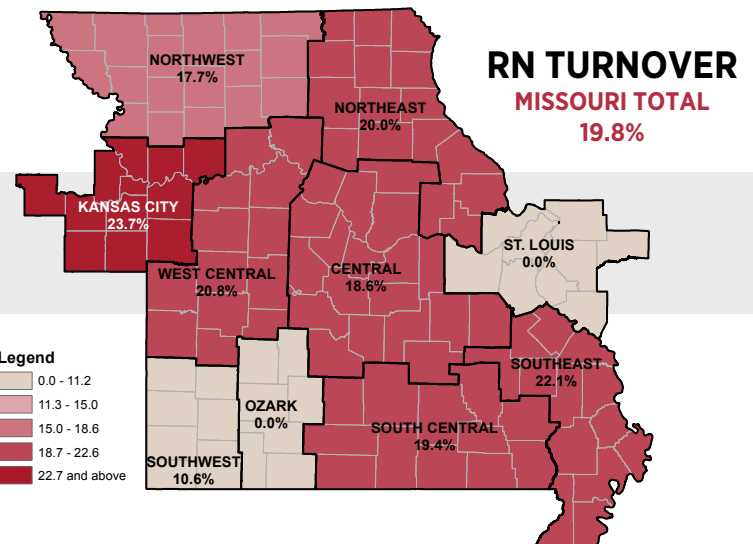 RN TURNOVER
MISSOURI TOTAL
19.8%
NORTHWEST
17.7%
NORTHEAST
20.0%
KANSAS CITY
23.7%
ST. LOUIS
0.0%
WEST CENTRAL
20.8%
CENTRAL
18.6%
SOUTHEAST
22.1%
OZARK
0.0%
SOUTH CENTRAL
19.4%
SOUTHWEST
10.6%
Legend
0.0 - 11.2
11.3 - 15.0
15.0 - 18.6
18.7 - 22.6
22.7 and above